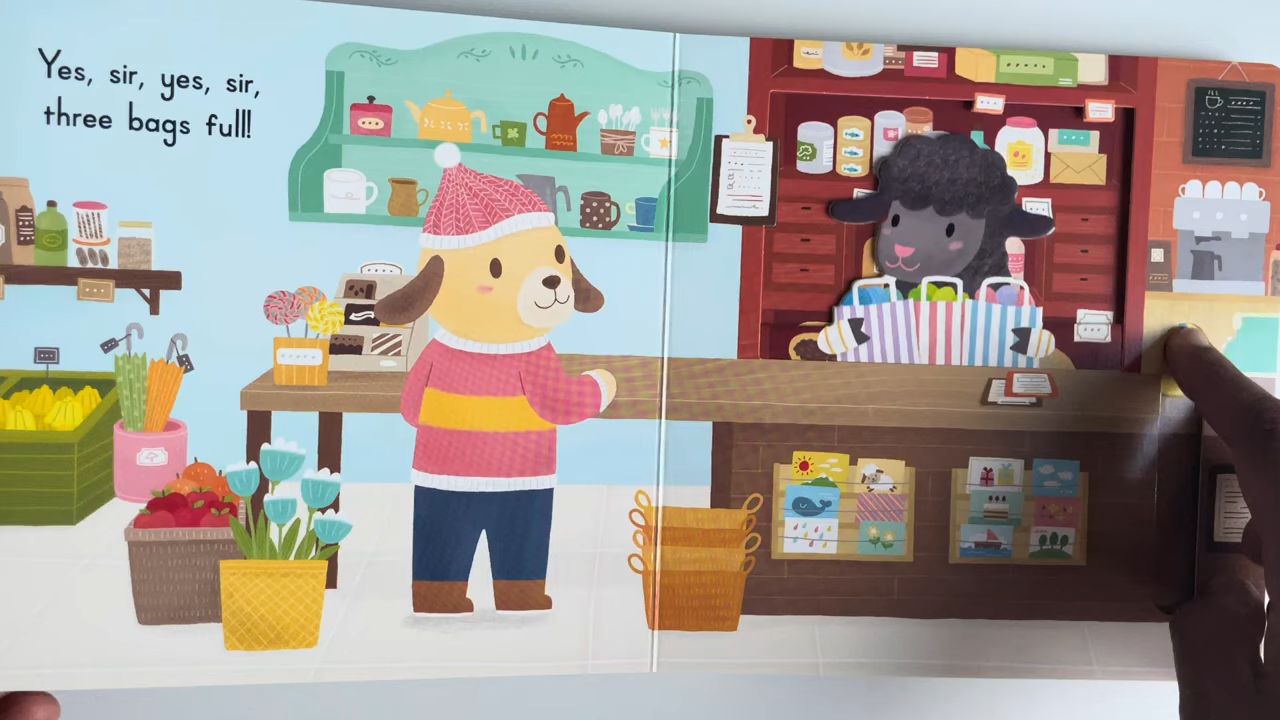 Yes, sir, yes, sir,
three bags full!